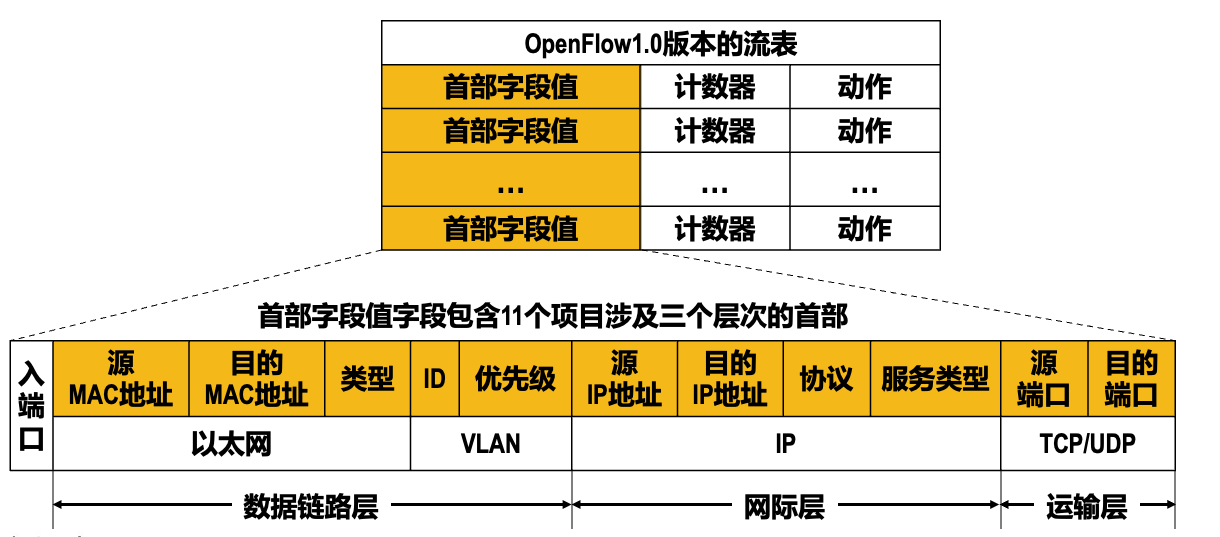 OpenFlow1.0版本的流表
首部字段值 计数器 动作
首部字段值 计数器 动作
... ... ...
首部字段值 计数器 动作
首部字段值字段包含11个项目涉及三个层次的首部
入端口
源MAC地址 目的MAC地址 类型 ID 优先级 源IP地址 目的IP地址 协议 服务类型 源端口 目的端口
以太网 VLAN IP TCP/UDP
数据链路层 网际层 运输层